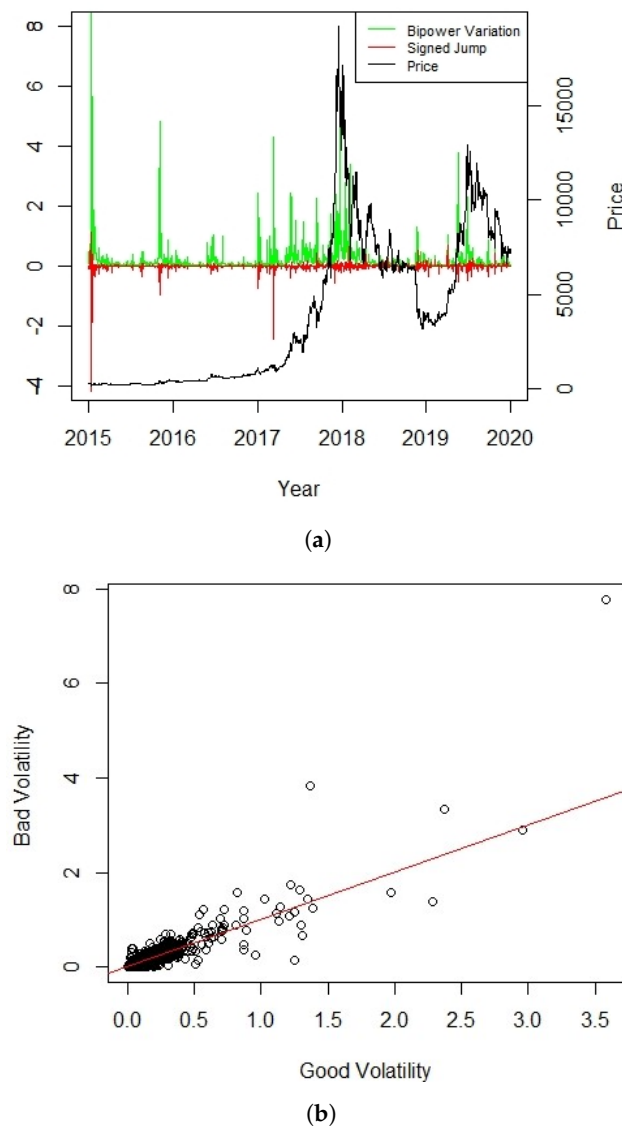 8
6
4
2
0
-2
-4
Bipower Variation
Signed Jump
Price
15000
10000
5000
0
Price
2015 2016 2017 2018 2019 2020
Year
(a)
8
6
4
2
0
Bad Volatility
0.0 0.5 1.0 1.5 2.0 2.5 3.0 3.5
Good Volatility
(b)